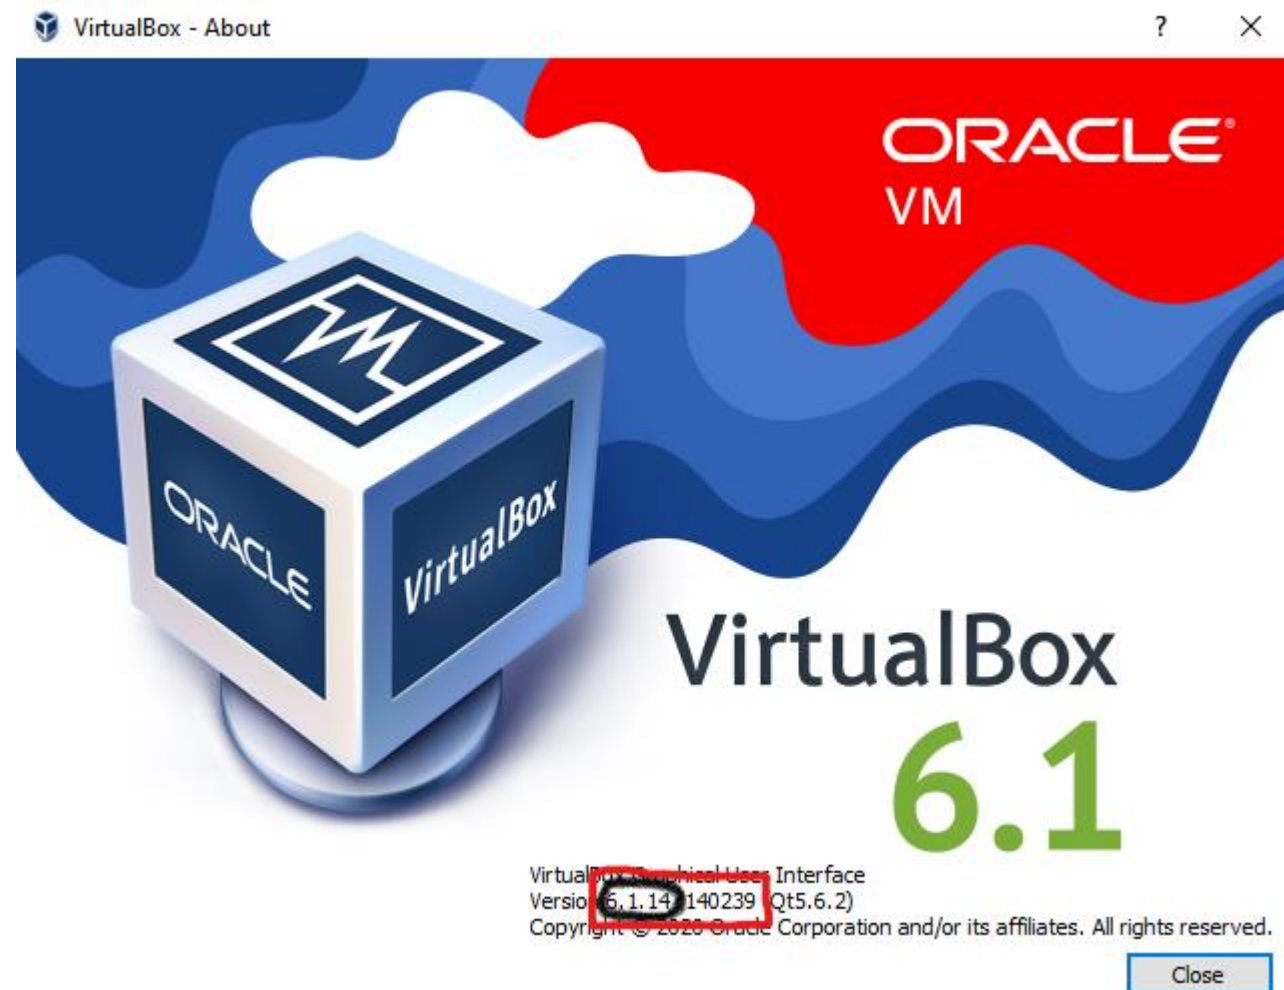 VirtualBox - About
?
ORACLE®
VM
ORACLE
VirtualBox
VirtualBox
6.1
Interface
6.1.14 140239 Qt5.6.2)
Corporation and/or its affiliates. All rights reserved.
Close